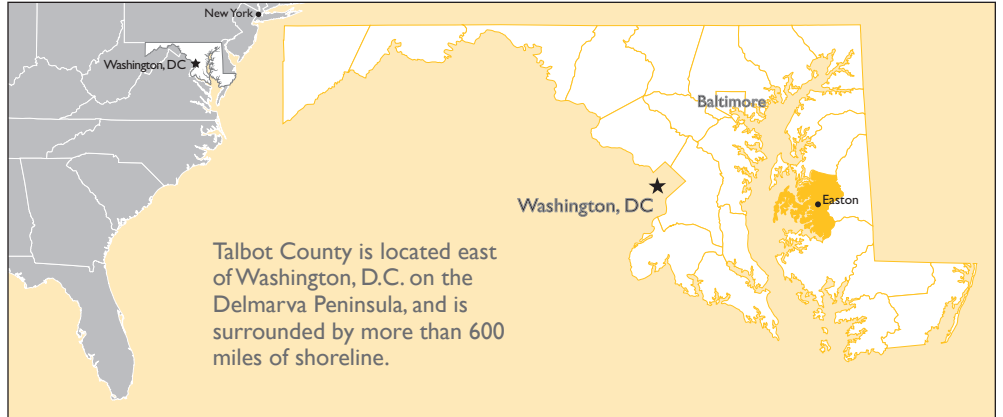 New York
Washington, DC
Baltimore
Washington, DC
Easton
Talbot County is located east
of Washington, D.C. on the
Delmarva Peninsula, and is
surrounded by more than 600
miles of shoreline.